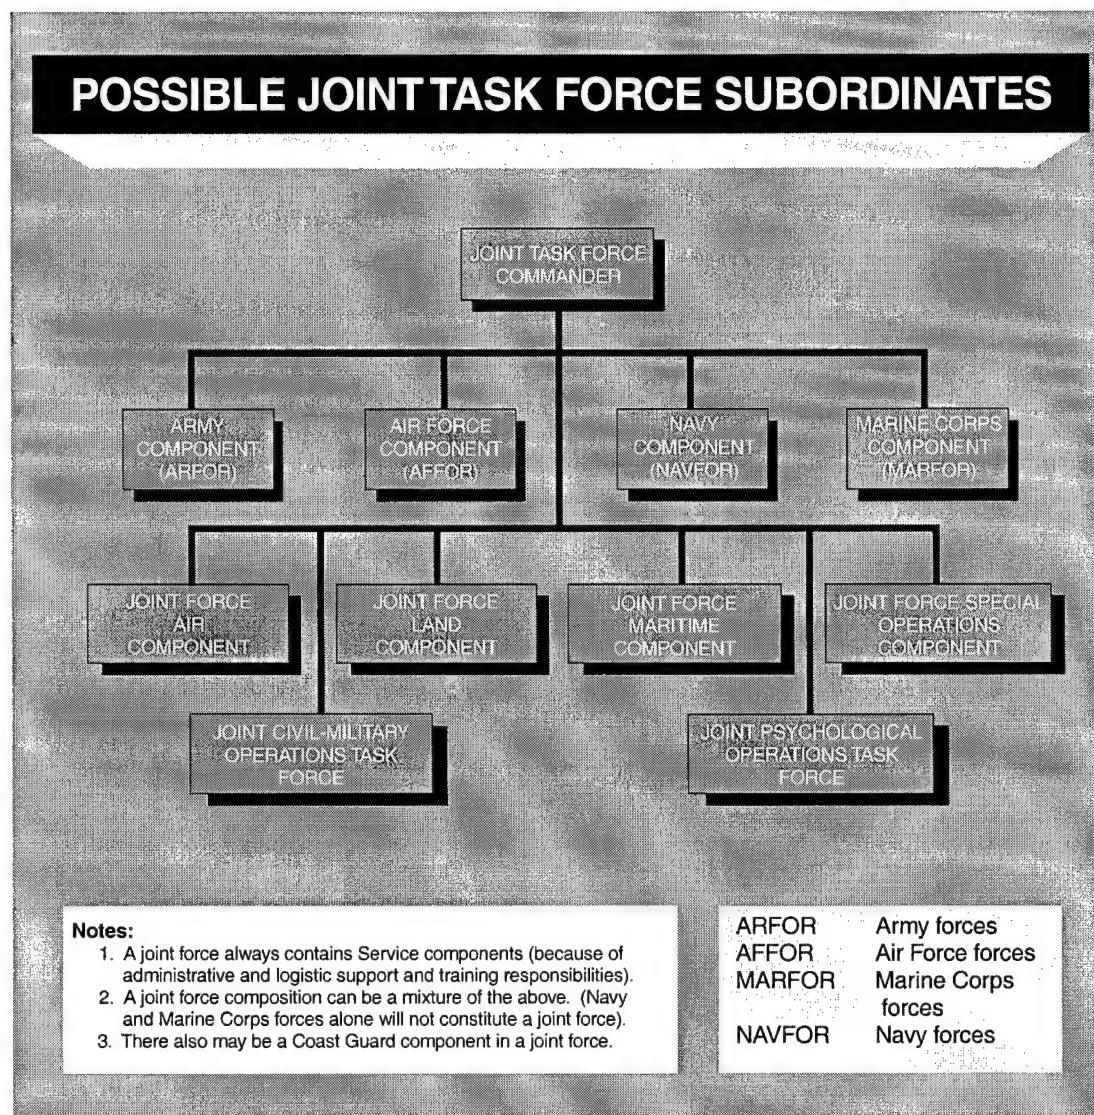 POSSIBLE JOINT TASK FORCE SUBORDINATES
JOINT TASK FORCE
COMMANDER
ARMY
COMPONENT
(ARFOR)
AIR FORCE
COMPONENT
(AFFOR)
NAVY
COMPONENT
(NAVFOR)
MARINE CORPS
COMPONENT
(MARFOR)
JOINT FORCE
AIR
COMPONENT
JOINT FORCE
LAND
COMPONENT
JOINT FORCE
MARITIME
COMPONENT
JOINT FORCE SPECIAL
OPERATIONS
COMPONENT
JOINT CIVIL-MILITARY
OPERATIONS TASK
FORCE
JOINT PSYCHOLOGICAL
OPERATIONS TASK
FORCE
Notes:
1. A joint force always contains Service components (because of
administrative and logistic support and training responsibilities).
2. A joint force composition can be a mixture of the above. (Navy
and Marine Corps forces alone will not constitute a joint force).
3. There also may be a Coast Guard component in a joint force.
ARFOR Army forces
AFFOR Air Force forces
MARFOR Marine Corps
forces
NAVFOR Navy forces